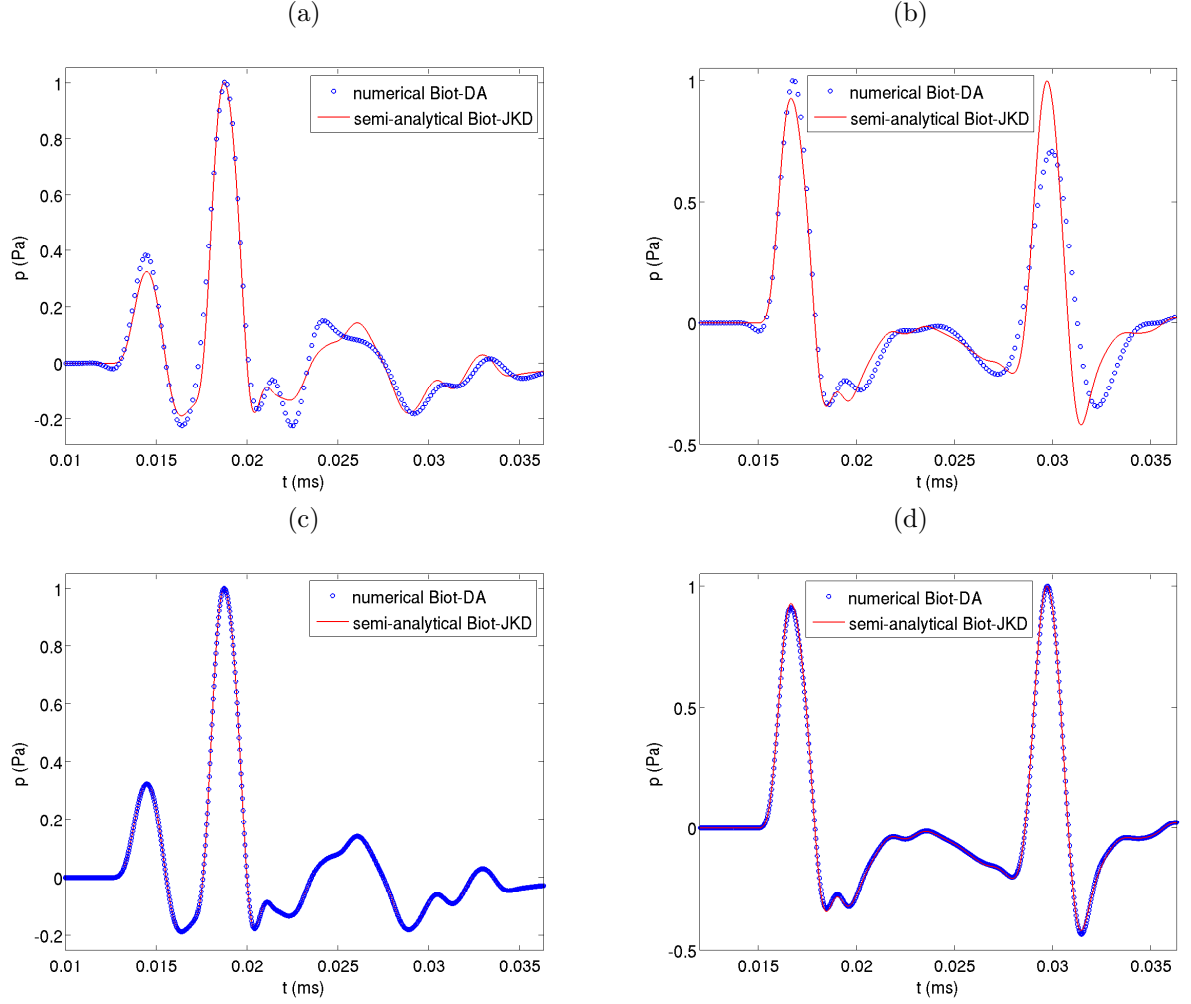 (a)
numerical Biot-DA
semi-analytical Biot-JKD
p (Pa)
1
0.8
0.6
0.4
0.2
0
-0.2
0.01
0.015
0.02
0.025
0.03
0.035
t (ms)
(b)
numerical Biot-DA
semi-analytical Biot-JKD
p (Pa)
1
0.5
0
-0.5
0.015
0.02
0.025
0.03
0.035
t (ms)
(c)
numerical Biot-DA
semi-analytical Biot-JKD
p (Pa)
1
0.8
0.6
0.4
0.2
0
-0.2
0.01
0.015
0.02
0.025
0.03
0.035
t (ms)
(d)
numerical Biot-DA
semi-analytical Biot-JKD
p (Pa)
1
0.5
0
-0.5
0.015
0.02
0.025
0.03
0.035
t (ms)